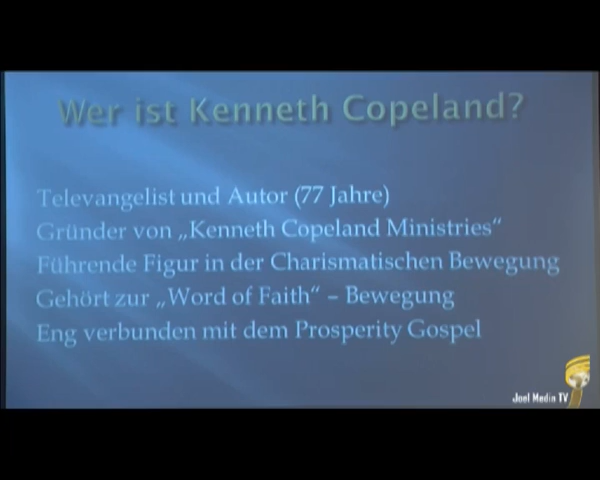 Wer ist Kenneth Copeland?
Televangelist und Autor (77 Jahre)
Gründer von „Kenneth Copeland Ministries“
Führende Figur in der Charismatischen Bewegung
Gehört zur „Word of Faith“ – Bewegung
Eng verbunden mit dem Prosperity Gospel
Joel Media TV